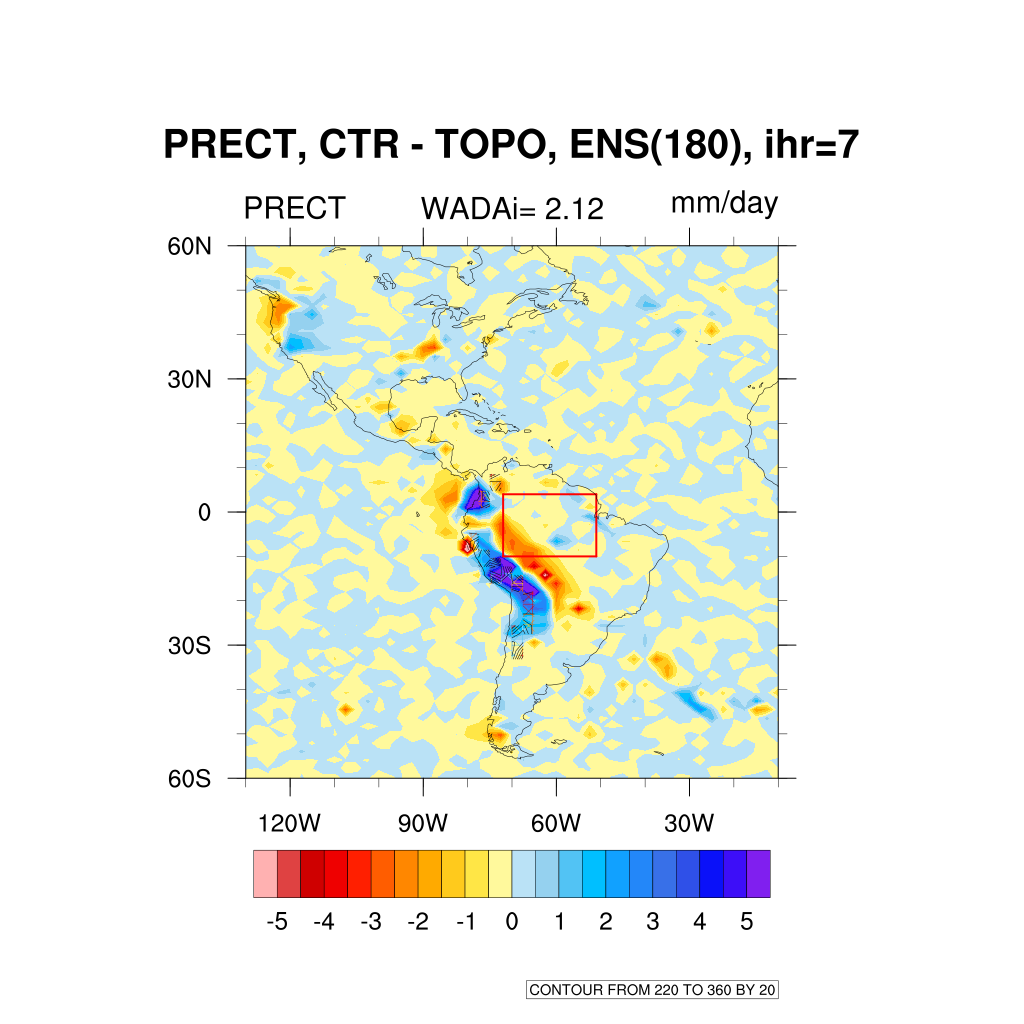 PRECT, CTR - TOPO, ENS(180), ihr=7
PRECT WADAi= 2.12 mm/day
60N
30N
0
30S
60S
120W 90W 60W 30W
-5 -4 -3 -2 -1 0 1 2 3 4 5
CONTOUR FROM 220 TO 360 BY 20